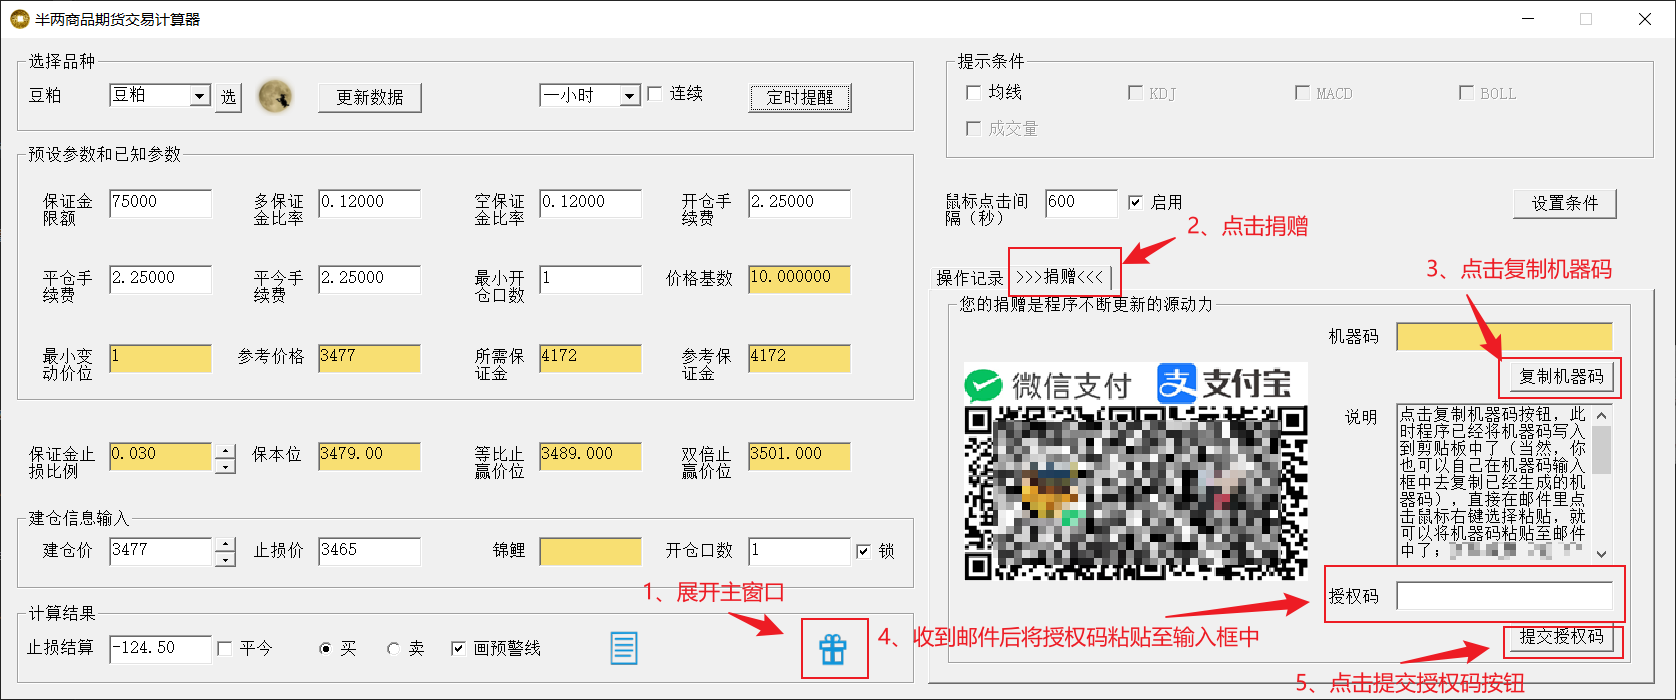 半两商品期货交易计算器
选择品种
豆粕
豆粕
选
更新数据
一小时
连续
定时提醒
预设参数和已知参数
保证金
限额
75000
多保证
金比率
0.12000
空保证
金比率
0.12000
开仓手
续费
2.25000
平仓手
续费
2.25000
平今手
续费
2.25000
最小开
仓口数
1
价格基数
10.000000
最小变
动价位
1
参考价格
3477
所需保
证金
4172
参考保
证金
4172
保证金止
损比例
0.030
保本位
3479.00
等比止
赢价位
3489.000
双倍止
赢价位
3501.000
建仓信息输入
建仓价
3477
止损价
3465
锦鲤
开仓口数
1
锁
计算结果
止损结算
-124.50
平今
买
卖
画预警线
1、展开主窗口
提示条件
均线
KDJ
MACD
BOLL
成交量
鼠标点击间
隔（秒）
600
启用
设置条件
2、点击捐赠
3、点击复制机器码
操作记录
>>>捐赠<<<
您的捐赠是程序不断更新的源动力
机器码
微信支付
支付宝
复制机器码
说明
点击复制机器码按钮，此
时程序已经将机器码写入
到剪贴板中了（当然，你
也可以自己在机器码输入
框中去复制已经生成的机
器码），直接在邮件里点
击鼠标右键选择粘贴，就
可以将机器码粘贴至邮件
中了；
授权码
4、收到邮件后将授权码粘贴至输入框中
提交授权码
5、点击提交授权码按钮